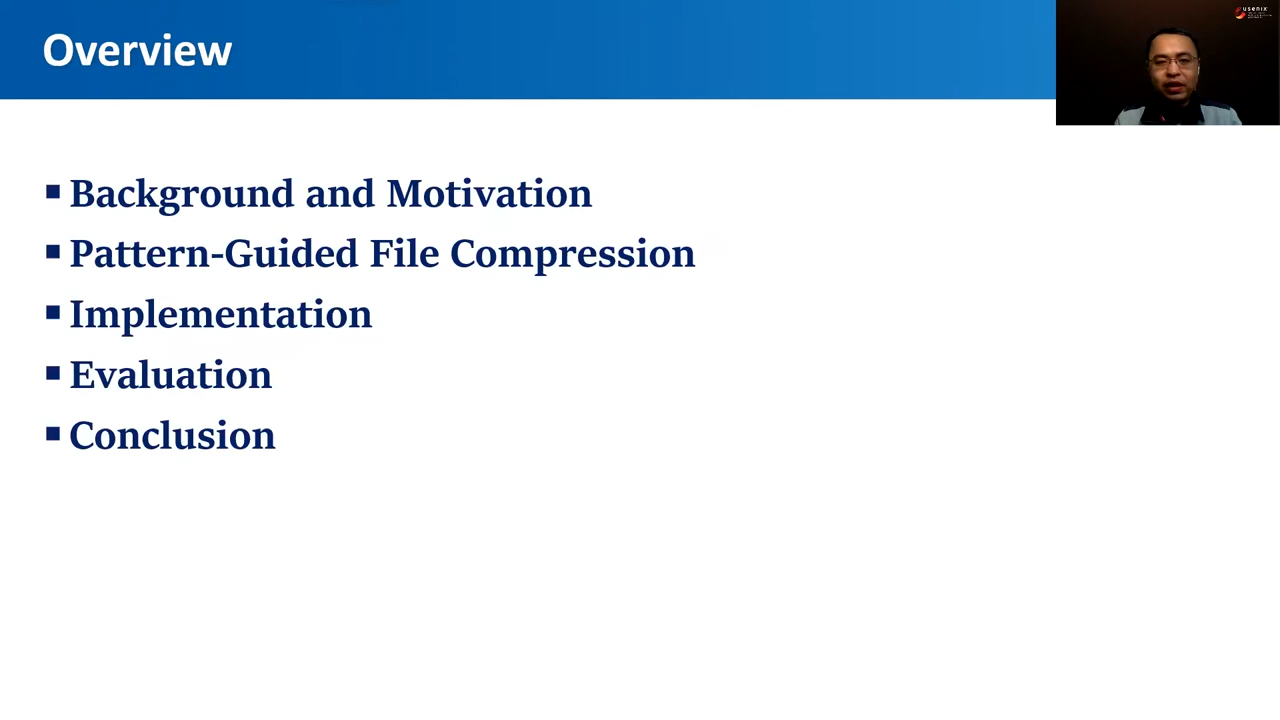 Overview
usenix
Background and Motivation
Pattern-Guided File Compression
Implementation
Evaluation
Conclusion